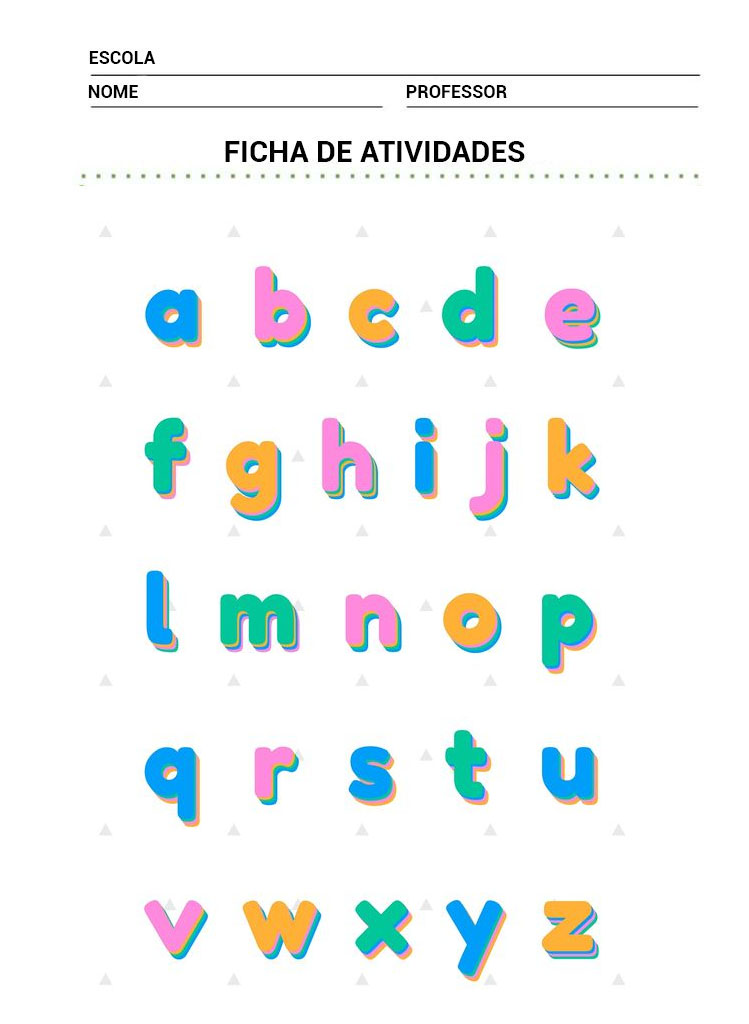 ESCOLA
NOME PROFESSOR
FICHA DE ATIVIDADES
a b c d e
f g h i j k
l m n o p
q r s t u
v w x y z